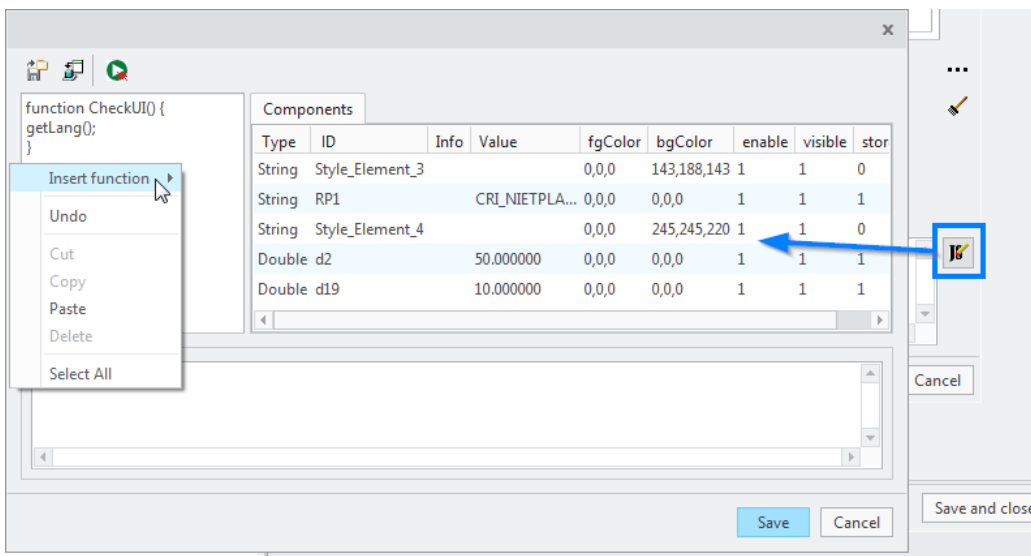 x
function CheckUI() {
getLang();
}
Components
Type ID Info Value fgColor bgColor enable visible stor
String Style_Element_3 0,0,0 143,188,143 1 1 0
String RP1 CRI_NIETPLA... 0,0,0 0,0,0 1 1 1
String Style_Element_4 0,0,0 245,245,220 1 1 0
Double d2 50.000000 0,0,0 0,0,0 1 1 1
Double d19 10.000000 0,0,0 0,0,0 1 1 1
Insert function
Undo
Cut
Copy
Paste
Delete
Select All
...
JS
Cancel
Save Cancel
Save and close